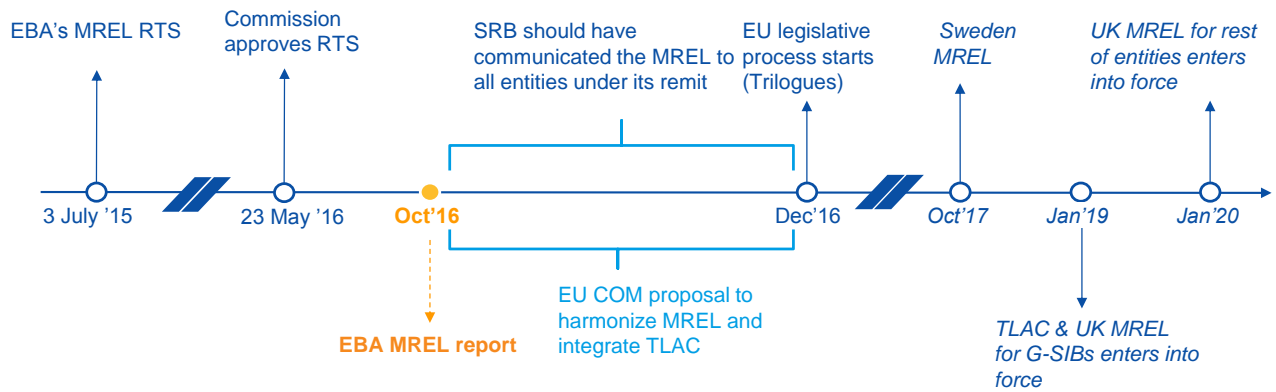 EBA's MREL RTS
Commission
approves RTS
SRB should have
communicated the MREL to
all entities under its remit
EU legislative
process starts
(Trilogues)
Sweden
MREL
UK MREL for rest
of entities enters
into force
3 July '15
23 May '16
Oct'16
Dec'16
Oct'17
Jan'19
Jan'20
EBA MREL report
EU COM proposal to
harmonize MREL and
integrate TLAC
TLAC & UK MREL
for G-SIBs enters into
force